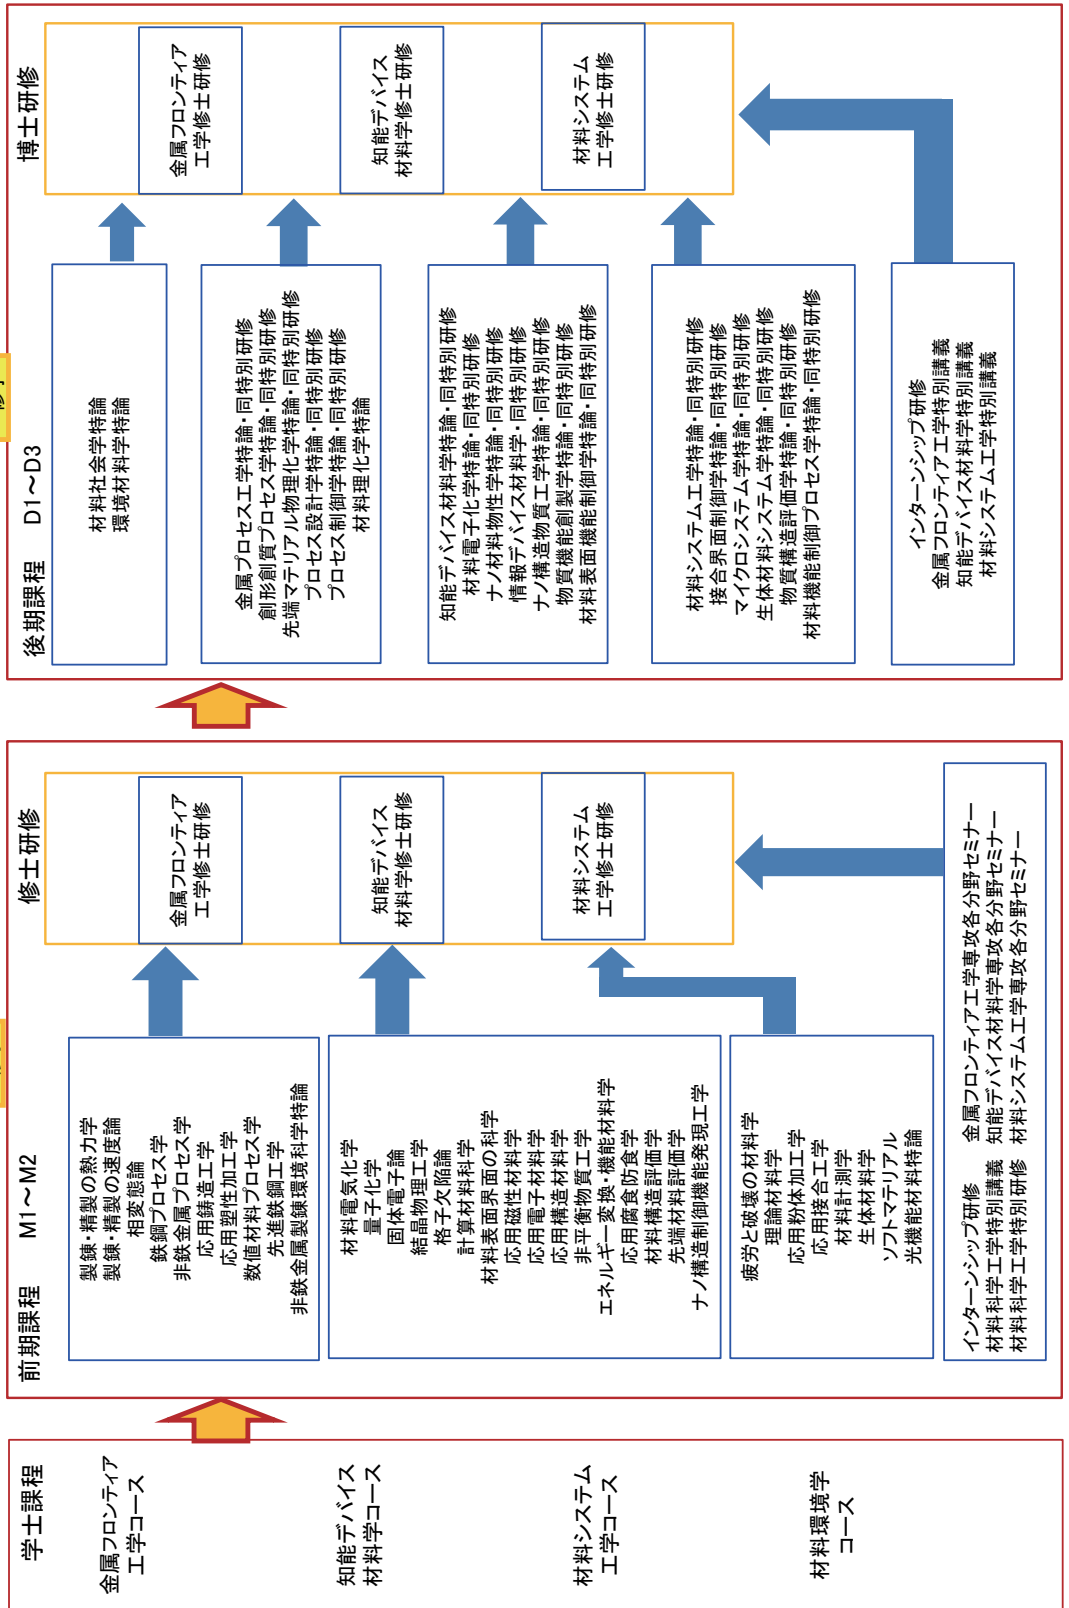 学士課程
金属フロンティア
工学コース
知能デバイス
材料学コース
材料システム
工学コース
材料環境学
コース
前期課程 M1～M2
修士研修
製錬・精製の熱力学
製錬・精製の速度論
相変態論
鉄鋼プロセス学
非鉄金属プロセス学
応用鋳造工学
応用塑性加工学
数値材料プロセス学
先進鉄鋼工学
非鉄金属製錬環境科学特論
材料電気化学
量子化学
固体電子論
結晶物理工学
格子欠陥論
計算材料科学
材料表面界面の科学
応用磁性材料学
応用電子材料学
応用構造材料学
非平衡物質工学
エネルギー変換・機能材料学
応用腐食防食学
材料構造評価学
先端材料評価学
ナノ構造制御機能発現工学
疲労と破壊の材料学
理論材料学
応用粉体加工学
応用接合工学
材料計測学
生体材料学
ソフトマテリアル
光機能材料特論
インターンシップ研修 金属フロンティア工学専攻各分野セミナー
材料科学工学特別講義 知能デバイス材料学専攻各分野セミナー
材料科学工学特別研修 材料システム工学専攻各分野セミナー
金属フロンティア
工学修士研修
知能デバイス
材料学修士研修
材料システム
工学修士研修
後期課程 D1～D3
博士研修
材料社会学特論
環境材料学特論
金属プロセス工学特論・同特別研修
創形創質プロセス学特論・同特別研修
先端マテリアル物理化学特論・同特別研修
プロセス設計学特論・同特別研修
プロセス制御学特論・同特別研修
材料理化学特論
知能デバイス材料学特論・同特別研修
材料電子化学特論・同特別研修
ナノ材料物性学特論・同特別研修
情報デバイス材料学・同特別研修
ナノ構造物質工学特論・同特別研修
物質機能創製学特論・同特別研修
材料表面機能制御学特論・同特別研修
材料システム工学特論・同特別研修
接合界面制御学特論・同特別研修
マイクロシステム学特論・同特別研修
生体材料システム学特論・同特別研修
物質構造評価学特論・同特別研修
材料機能制御プロセス学特論・同特別研修
インターンシップ研修
金属フロンティア工学特別講義
知能デバイス材料学特別講義
材料システム工学特別講義
金属フロンティア
工学修士研修
知能デバイス
材料学修士研修
材料システム
工学修士研修